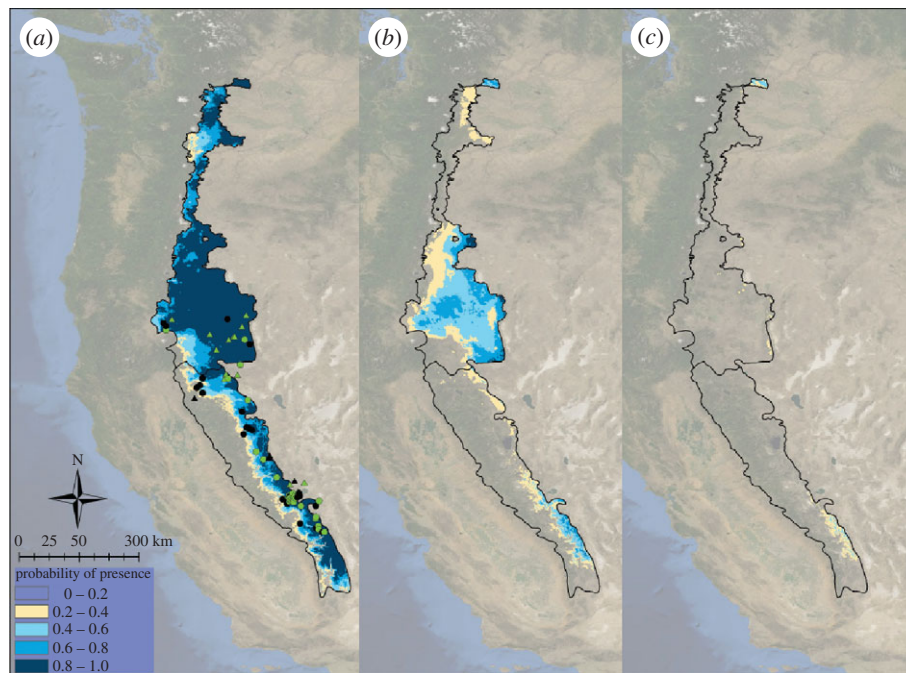 (a)
(b)
(c)
N
0 25 50 300 km
probability of presence
0 – 0.2
0.2 – 0.4
0.4 – 0.6
0.6 – 0.8
0.8 – 1.0